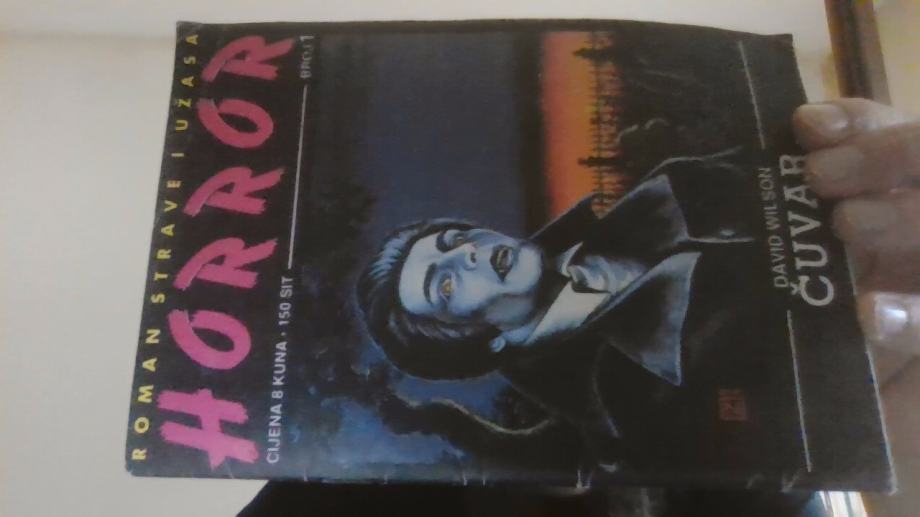 ROMAN STRAVE I UŽASA
HORROR
CIJENA 8 KUNA · 150 SIT
BROJ 1
DAVID WILSON
ČUVAR